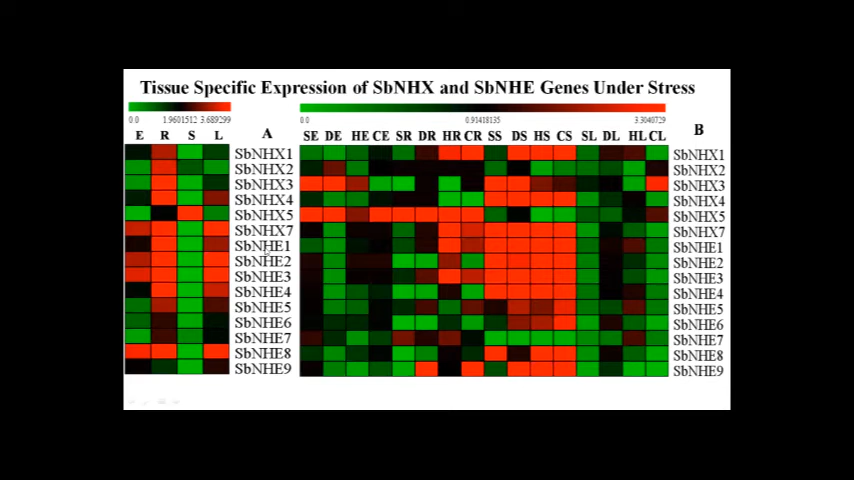 Tissue Specific Expression of SbNHX and SbNHE Genes Under Stress
0.0 1.9601512 3.689299
E R S L
A
SbNHX1
SbNHX2
SbNHX3
SbNHX4
SbNHX5
SbNHX7
SbNHE1
SbNHE2
SbNHE3
SbNHE4
SbNHE5
SbNHE6
SbNHE7
SbNHE8
SbNHE9
0.0 0.91418135 3.3040729
SE DE HE CE SR DR HR CR SS DS HS CS SL DL HL CL
B
SbNHX1
SbNHX2
SbNHX3
SbNHX4
SbNHX5
SbNHX7
SbNHE1
SbNHE2
SbNHE3
SbNHE4
SbNHE5
SbNHE6
SbNHE7
SbNHE8
SbNHE9